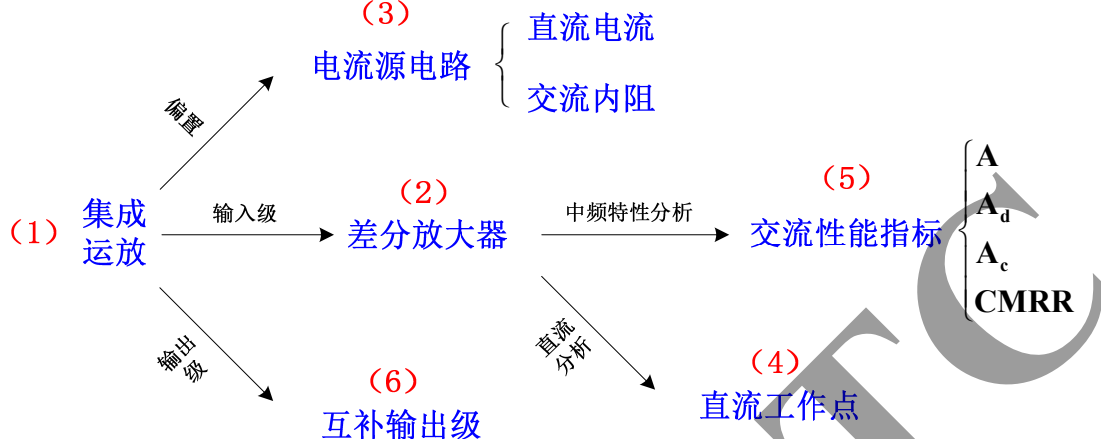 （3）
电流源电路
直流电流
交流内阻
偏置
（1）
集成
运放
输入级
（2）
差分放大器
中频特性分析
（5）
交流性能指标
A
Ad
Ac
CMRR
输出
级
（6）
互补输出级
直流
分析
（4）
直流工作点
TC